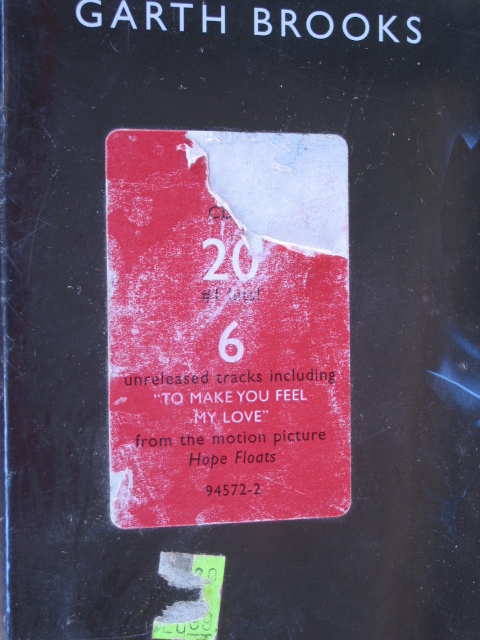 GARTH BROOKS
20
#1
6
unreleased tracks including
"TO MAKE YOU FEEL
MY LOVE"
from the motion picture
Hope Floats
94572-2